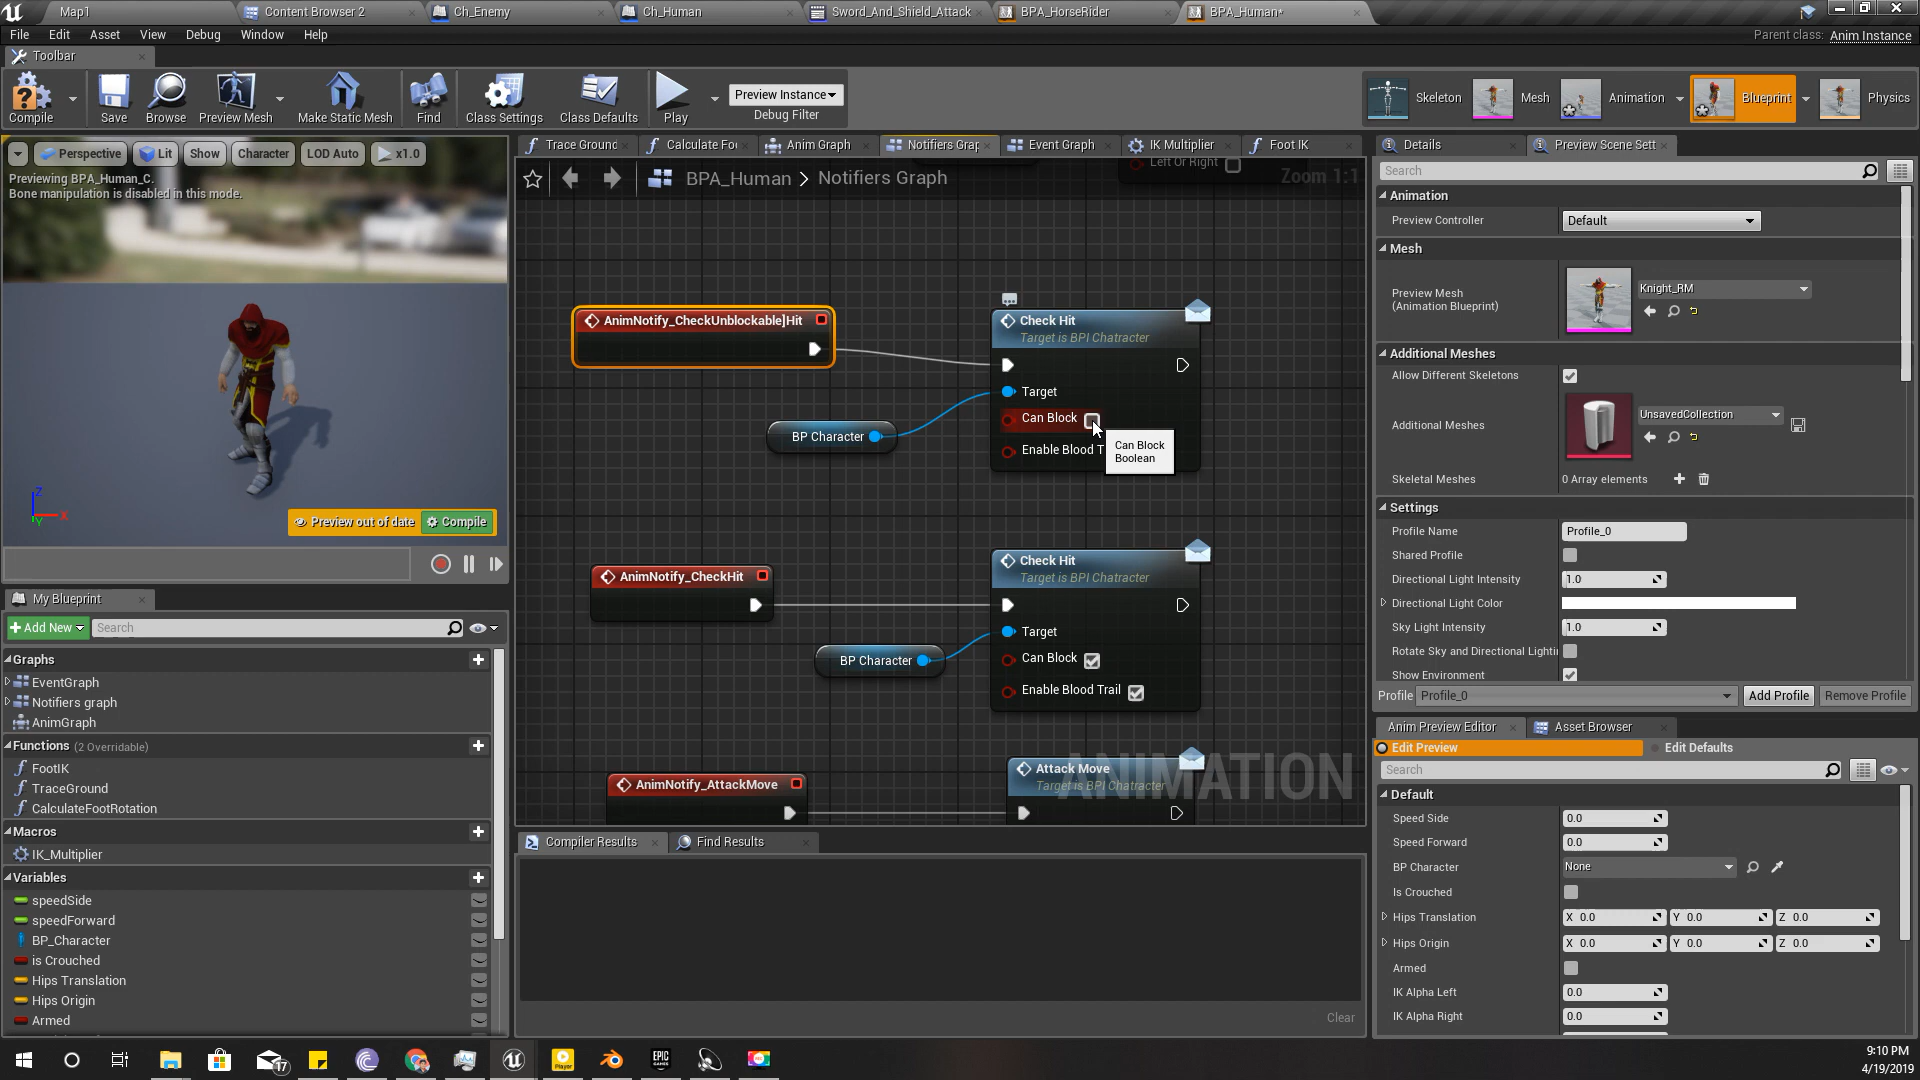 Map1
Content Browser 2
Ch_Enemy
Ch_Human
Sword_And_Shield_Attack
BPA_HorseRider
BPA_Human*
File Edit Asset View Debug Window Help
Parent class: Anim Instance
Toolbar
Compile
Save
Browse
Preview Mesh
Make Static Mesh
Find
Class Settings
Class Defaults
Play
Preview Instance
Debug Filter
Skeleton
Mesh
Animation
Blueprint
Physics
Perspective
Lit
Show
Character
LOD Auto
x1.0
Previewing BPA_Human_C.
Bone manipulation is disabled in this mode.
Z
X
Y
Preview out of date
Compile
Trace Ground
Calculate Foo
Anim Graph
Notifiers Grap
Event Graph
IK Multiplier
Foot IK
BPA_Human > Notifiers Graph
Left Or Right
Zoom 1:1
AnimNotify_CheckUnblockable]Hit
Check Hit
Target is BPI Chatracter
Target
Can Block
Enable Blood T
BP Character
Can Block
Boolean
AnimNotify_CheckHit
Check Hit
Target is BPI Chatracter
Target
Can Block
Enable Blood Trail
BP Character
AnimNotify_AttackMove
Attack Move
Target is BPI Chatracter
ANIMATION
Compiler Results
Find Results
Clear
My Blueprint
Add New
Search
Graphs
EventGraph
Notifiers graph
AnimGraph
Functions (2 Overridable)
FootIK
TraceGround
CalculateFootRotation
Macros
IK_Multiplier
Variables
speedSide
speedForward
BP_Character
is Crouched
Hips Translation
Hips Origin
Armed
Details
Preview Scene Sett
Search
Animation
Preview Controller
Default
Mesh
Preview Mesh
(Animation Blueprint)
Knight_RM
Additional Meshes
Allow Different Skeletons
Additional Meshes
UnsavedCollection
Skeletal Meshes
0 Array elements
Settings
Profile Name
Profile_0
Shared Profile
Directional Light Intensity
1.0
Directional Light Color
Sky Light Intensity
1.0
Rotate Sky and Directional Lightin
Show Environment
Profile Profile_0
Add Profile
Remove Profile
Anim Preview Editor
Asset Browser
Edit Preview
Edit Defaults
Search
Default
Speed Side
0.0
Speed Forward
0.0
BP Character
None
Is Crouched
Hips Translation
X 0.0 Y 0.0 Z 0.0
Hips Origin
X 0.0 Y 0.0 Z 0.0
Armed
IK Alpha Left
0.0
IK Alpha Right
0.0
17
Player
EPIC
GAMES
9:10 PM
4/19/2019